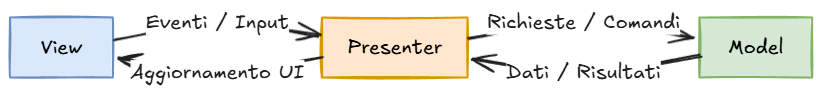 Eventi / Input
Richieste / Comandi
View
Presenter
Model
Aggiornamento UI
Dati / Risultati